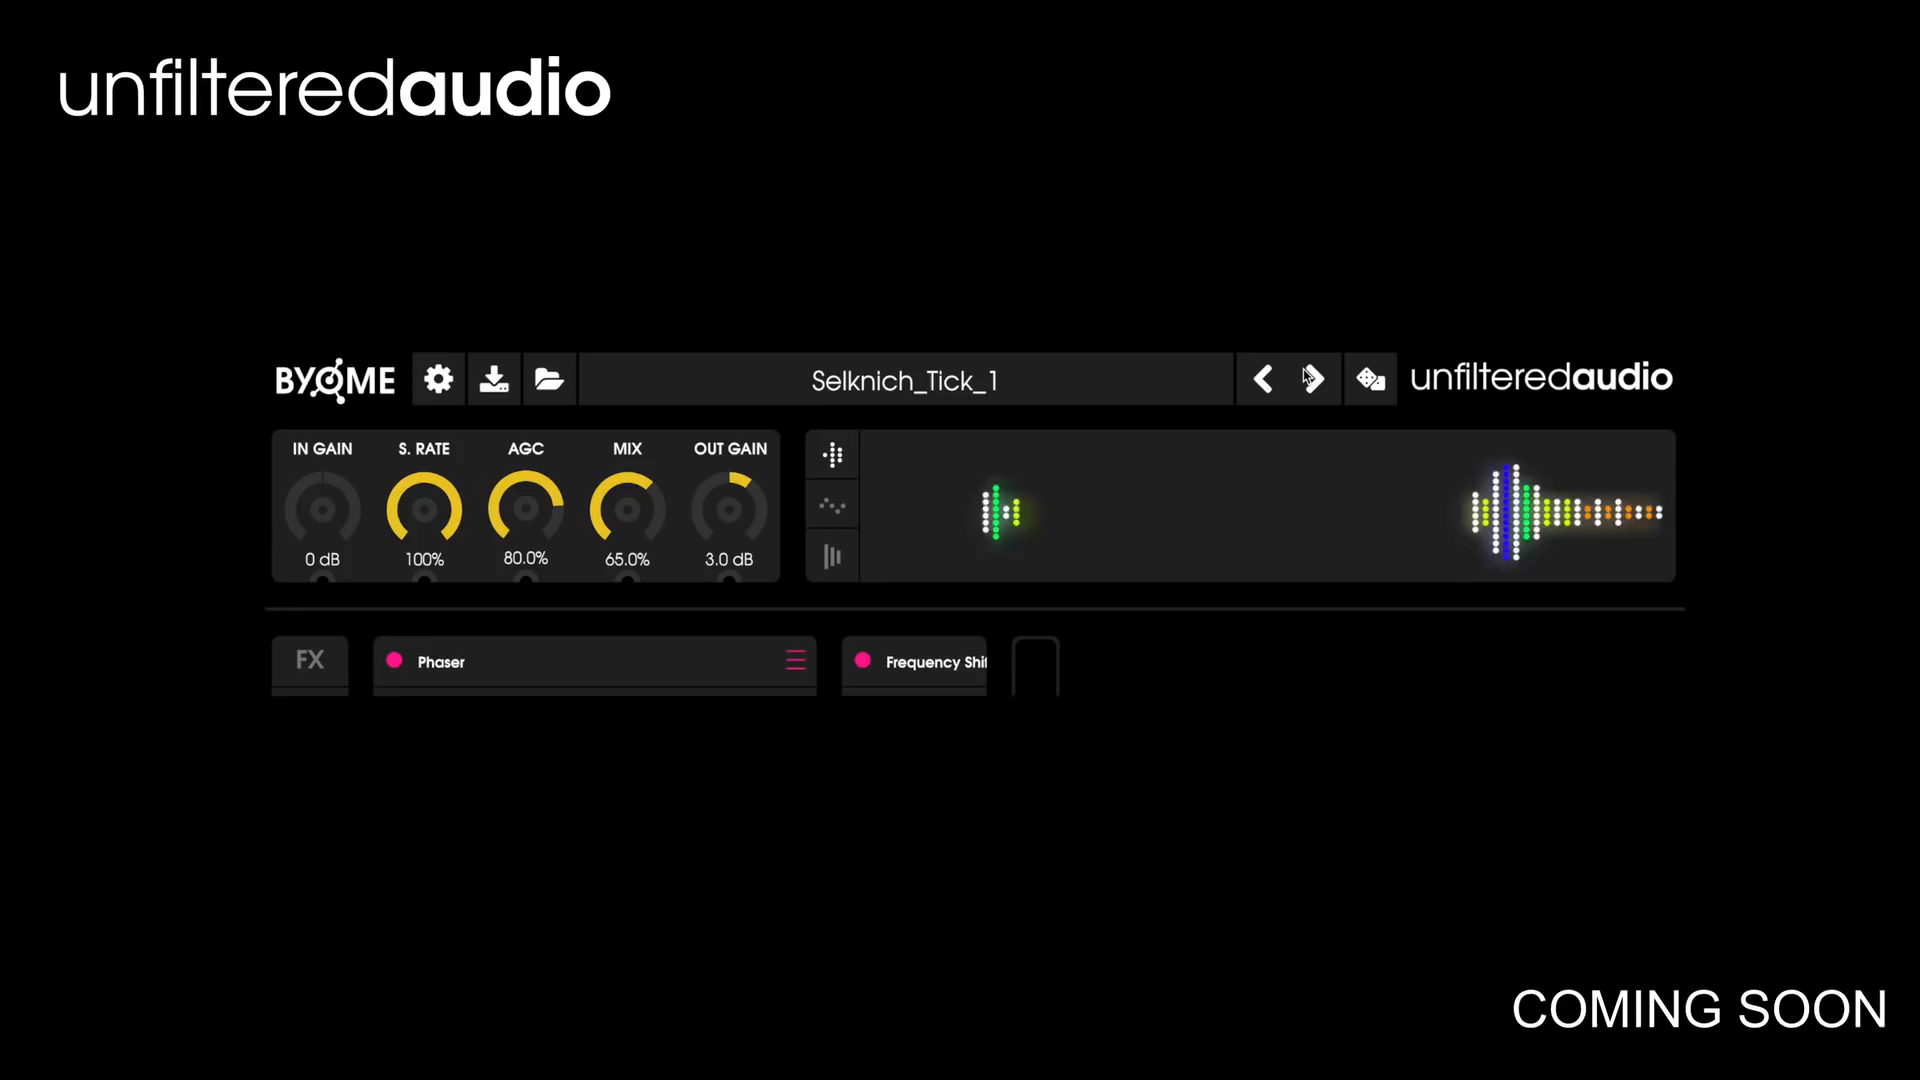 unfilteredaudio
BYOME
Selknich_Tick_1
unfilteredaudio
IN GAIN S. RATE AGC MIX OUT GAIN
0 dB 100% 80.0% 65.0% 3.0 dB
FX Phaser Frequency Shif
COMING SOON